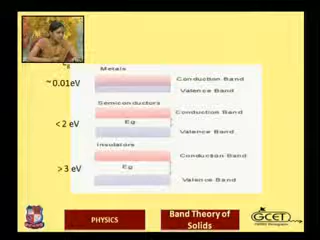 Eg
Metals
~ 0.01eV
Conduction Band
Valence Band
Semiconductors
< 2 eV
Conduction Band
Eg
Valence Band
Insulators
Conduction Band
> 3 eV
Eg
Valence Band
PHYSICS
Band Theory of
Solids
GCET